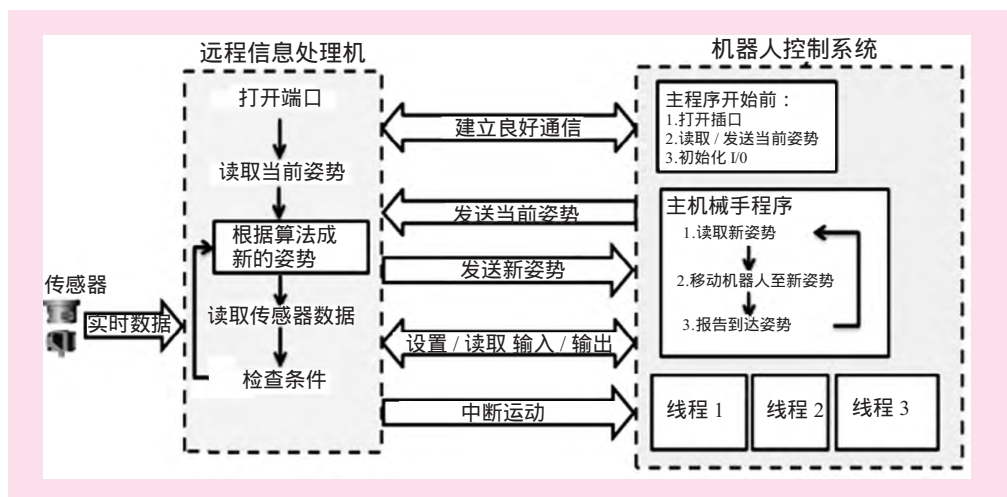 远程信息处理机
打开端口
读取当前姿势
根据算法成
新的姿势
读取传感器数据
检查条件
传感器
实时数据
建立良好通信
发送当前姿势
发送新姿势
设置 / 读取 输入 / 输出
中断运动
机器人控制系统
主程序开始前：
1.打开插口
2.读取 / 发送当前姿势
3.初始化 I/0
主机械手程序
1.读取新姿势
2.移动机器人至新姿势
3.报告到达姿势
线程 1
线程 2
线程 3